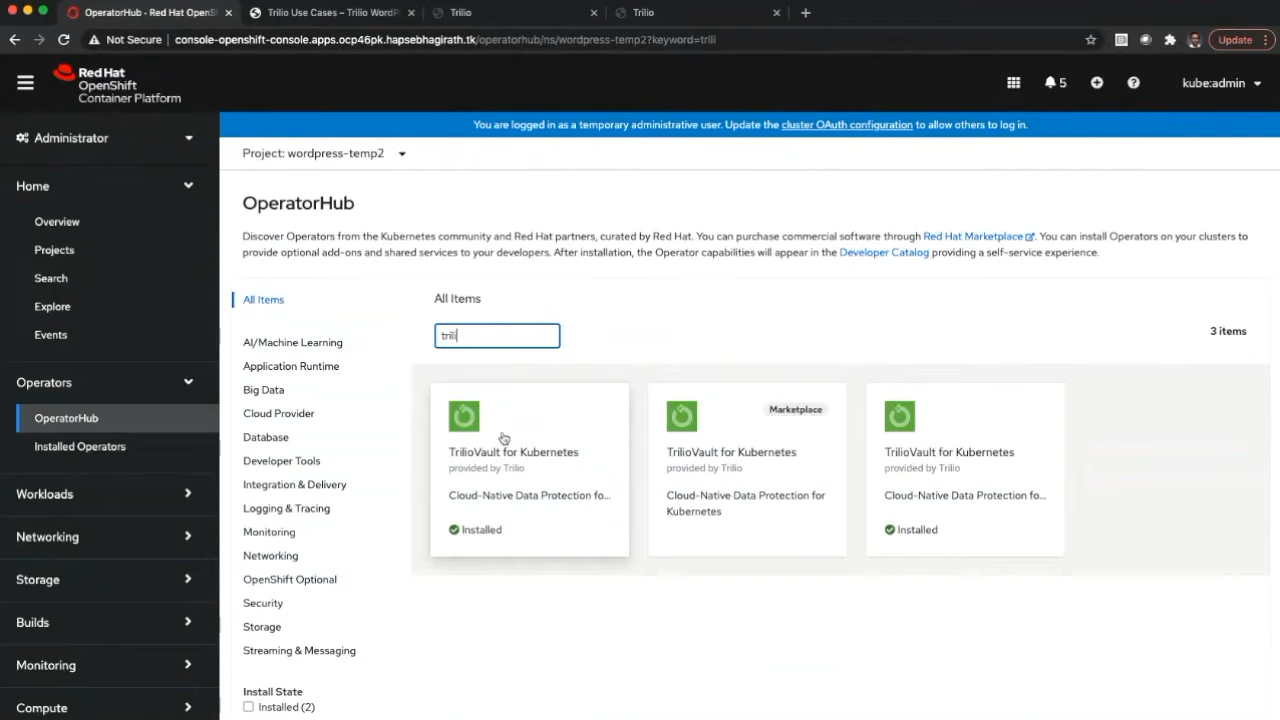 OperatorHub - Red Hat OpenSh
Trilio Use Cases – Trilio WordP
Trilio
Trilio
Not Secure
console-openshift-console.apps.ocp46pk.hapsebhagirath.tk/operatorhub/ns/wordpress-temp2?keyword=trili
Update
Red Hat
OpenShift
Container Platform
5
kube:admin
You are logged in as a temporary administrative user. Update the cluster OAuth configuration to allow others to log in.
Administrator
Home
Overview
Projects
Search
Explore
Events
Operators
OperatorHub
Installed Operators
Workloads
Networking
Storage
Builds
Monitoring
Compute
Project: wordpress-temp2
OperatorHub
Discover Operators from the Kubernetes community and Red Hat partners, curated by Red Hat. You can purchase commercial software through Red Hat Marketplace. You can install Operators on your clusters to
provide optional add-ons and shared services to your developers. After installation, the Operator capabilities will appear in the Developer Catalog providing a self-service experience.
All Items
AI/Machine Learning
Application Runtime
Big Data
Cloud Provider
Database
Developer Tools
Integration & Delivery
Logging & Tracing
Monitoring
Networking
OpenShift Optional
Security
Storage
Streaming & Messaging
Install State
Installed (2)
All Items
trili
3 items
TrilioVault for Kubernetes
provided by Trilio
Cloud-Native Data Protection fo...
Installed
Marketplace
TrilioVault for Kubernetes
provided by Trilio
Cloud-Native Data Protection for
Kubernetes
TrilioVault for Kubernetes
provided by Trilio
Cloud-Native Data Protection fo...
Installed